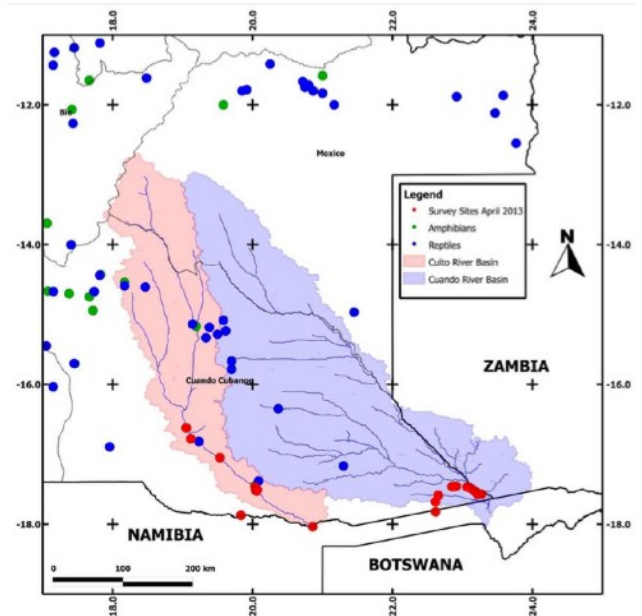 18.0 20.0 22.0 24.0
-12.0 -12.0
Bié
Moxico
Legend
Survey Sites April 2013
Amphibians
Reptiles
Cuito River Basin
Cuando River Basin
N
-14.0 -14.0
ZAMBIA
-16.0 -16.0
Cuando Cubango
-18.0 -18.0
NAMIBIA
BOTSWANA
0 100 200 km
18.0 20.0 22.0 24.0